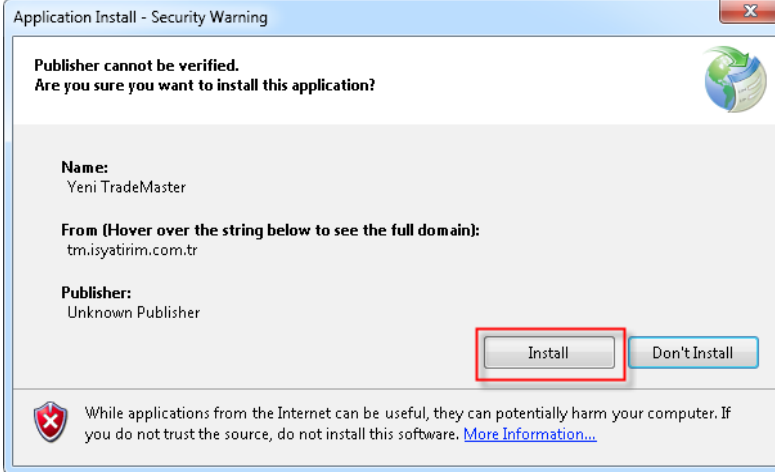 Application Install - Security Warning
Publisher cannot be verified.
Are you sure you want to install this application?
Name:
Yeni TradeMaster
From (Hover over the string below to see the full domain):
tm.isyatirim.com.tr
Publisher:
Unknown Publisher
Install
Don't Install
While applications from the Internet can be useful, they can potentially harm your computer. If
you do not trust the source, do not install this software. More Information...